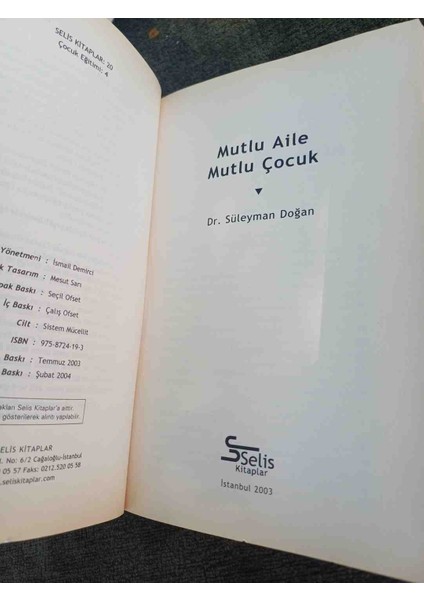 SELİS KİTAPLAR: 20
Çocuk Eğitimi: 4
Yönetmeni : İsmail Demirci
Tasarım : Mesut Sarı
Baskı : Seçil Ofset
İç Baskı : Çalış Ofset
Cilt : Sistem Mücellit
ISBN : 975-8724-19-3
Baskı : Temmuz 2003
Baskı : Şubat 2004
Selis Kitaplar'a aittir.
gösterilerek alıntı yapılabilir.
SELİS KİTAPLAR
No: 6/2 Cağaloğlu-İstanbul
05 57 Faks: 0212.520 05 58
.seliskitaplar.com
Mutlu Aile
Mutlu Çocuk
Dr. Süleyman Doğan
Selis
Kitaplar
İstanbul 2003